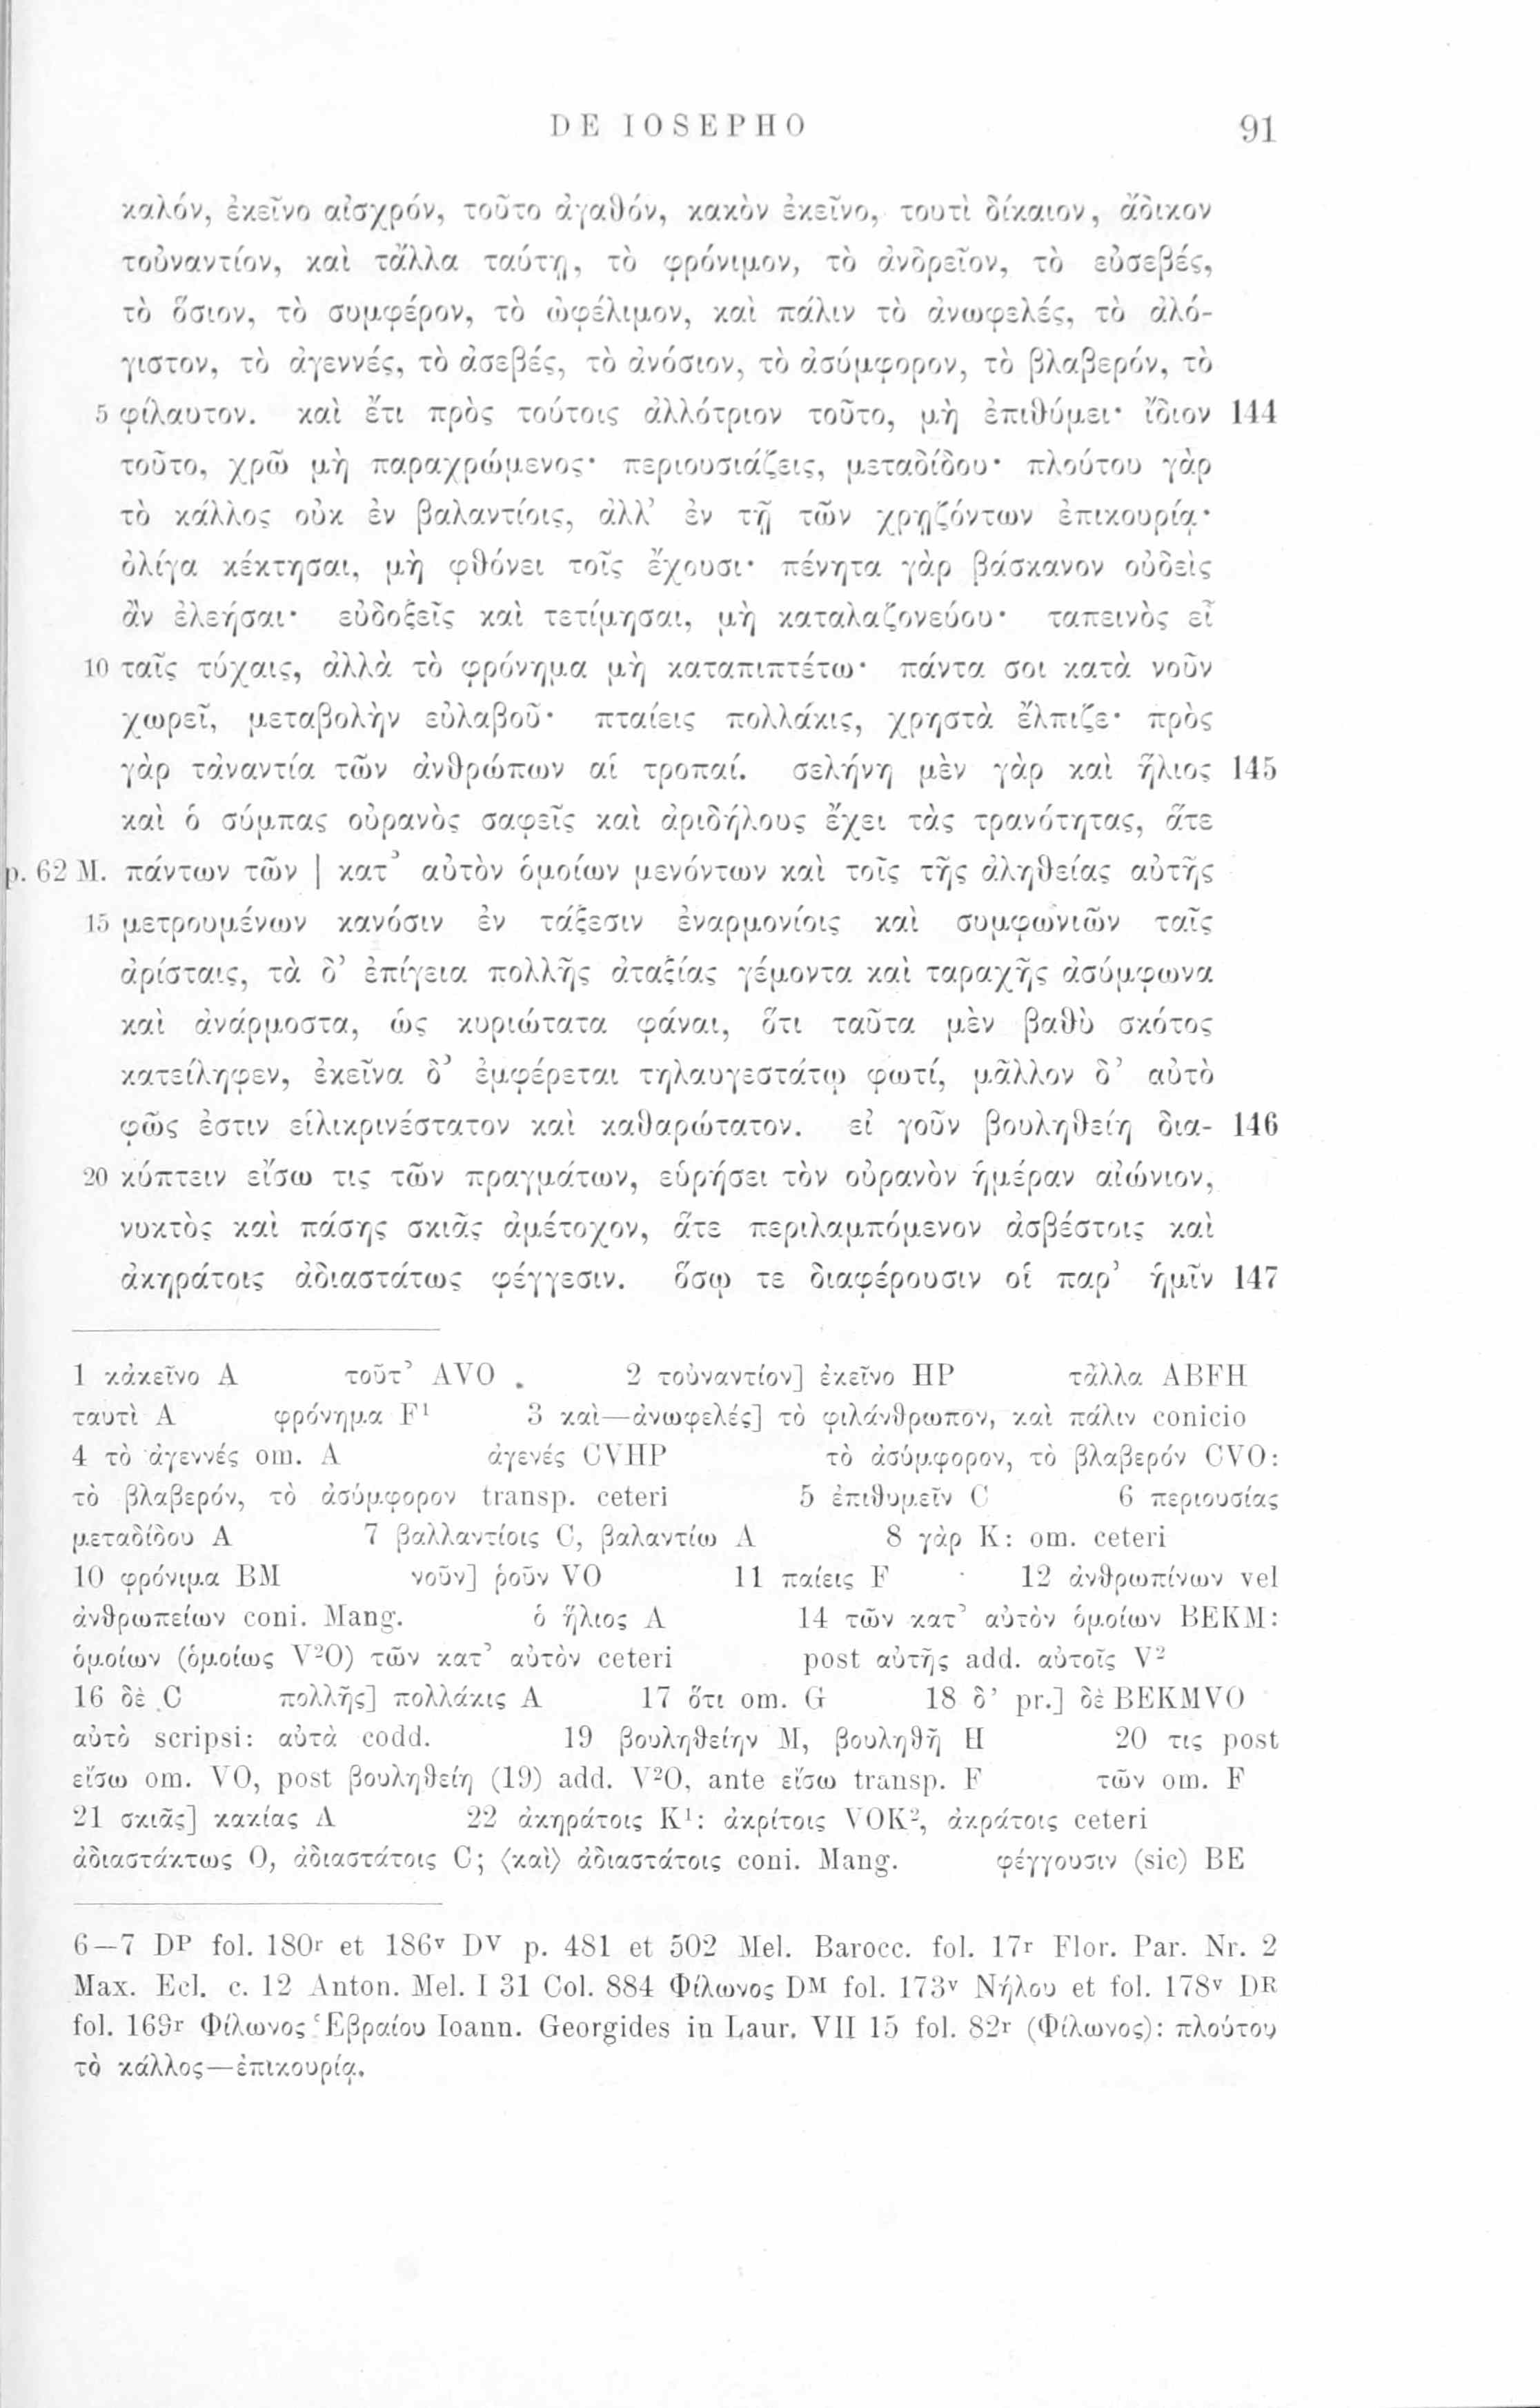 DE IOSEPHO 91
καλόν, ἐκεῖνο αἰσχρόν, τοῦτο ἀγαθόν, κακὸν ἐκεῖνο, τουτὶ δίκαιον, ἄδικον
τοὐναντίον, καὶ τἄλλα ταύτῃ, τὸ φρόνιμον, τὸ ἀνδρεῖον, τὸ εὐσεβές,
τὸ ὅσιον, τὸ συμφέρον, τὸ ὠφέλιμον, καὶ πάλιν τὸ ἀνωφελές, τὸ ἀλό-
γιστον, τὸ ἀγεννές, τὸ ἀσεβές, τὸ ἀνόσιον, τὸ ἀσύμφορον, τὸ βλαβερόν, τὸ
5 φίλαυτον. καὶ ἔτι πρὸς τούτοις ἀλλότριον τοῦτο, μὴ ἐπιθύμει· ἴδιον 144
τοῦτο, χρῶ μὴ παραχρώμενος· περιουσιάζεις, μεταδίδου· πλούτου γὰρ
τὸ κάλλος οὐκ ἐν βαλαντίοις, ἀλλ’ ἐν τῇ τῶν χρῃζόντων ἐπικουρίᾳ·
ὀλίγα κέκτησαι, μὴ φθόνει τοῖς ἔχουσι· πένητα γὰρ βάσκανον οὐδεὶς
ἂν ἐλεήσαι· εὐδοξεῖς καὶ τετίμησαι, μὴ καταλαζονεύου· ταπεινὸς εἶ
10 ταῖς τύχαις, ἀλλὰ τὸ φρόνημα μὴ καταπιπτέτω· πάντα σοι κατὰ νοῦν
χωρεῖ, μεταβολὴν εὐλαβοῦ· πταίεις πολλάκις, χρηστὰ ἔλπιζε· πρὸς
γὰρ τἀναντία τῶν ἀνθρώπων αἱ τροπαί. σελήνη μὲν γὰρ καὶ ἥλιος 145
καὶ ὁ σύμπας οὐρανὸς σαφεῖς καὶ ἀριδήλους ἔχει τὰς τρανότητας, ἅτε
p. 62 M. πάντων τῶν | κατ’ αὐτὸν ὁμοίων μενόντων καὶ τοῖς τῆς ἀληθείας αὐτῆς
15 μετρουμένων κανόσιν ἐν τάξεσιν ἐναρμονίοις καὶ συμφωνιῶν ταῖς
ἀρίσταις, τὰ δ’ ἐπίγεια πολλῆς ἀταξίας γέμοντα καὶ ταραχῆς ἀσύμφωνα
καὶ ἀνάρμοστα, ὡς κυριώτατα φάναι, ὅτι ταῦτα μὲν βαθὺ σκότος
κατείληφεν, ἐκεῖνα δ’ ἐμφέρεται τηλαυγεστάτῳ φωτί, μᾶλλον δ’ αὐτὸ
φῶς ἐστιν εἱλικρινέστατον καὶ καθαρώτατον. εἰ γοῦν βουληθείη δια- 146
20 κύπτειν εἴσω τις τῶν πραγμάτων, εὑρήσει τὸν οὐρανὸν ἡμέραν αἰώνιον,
νυκτὸς καὶ πάσης σκιᾶς ἀμέτοχον, ἅτε περιλαμπόμενον ἀσβέστοις καὶ
ἀκηράτοις ἀδιαστάτως φέγγεσιν. ὅσῳ τε διαφέρουσιν οἱ παρ’ ἡμῖν 147
1 κἀκεῖνο A τοῦτ’ AVO 2 τοὐναντίον] ἐκεῖνο HP τἆλλα ABFH
ταυτὶ A φρόνημα F¹ 3 καὶ—ἀνωφελές] τὸ φιλάνθρωπον, καὶ πάλιν conicio
4 τὸ ἀγεννές om. A ἀγενές CVHP τὸ ἀσύμφορον, τὸ βλαβερόν CVO:
τὸ βλαβερόν, τὸ ἀσύμφορον transp. ceteri 5 ἐπιθυμεῖν C 6 περιουσίας
μεταδίδου A 7 βαλλαντίοις C, βαλαντίω A 8 γὰρ K: om. ceteri
10 φρόνιμα BM νοῦν] ῥοῦν VO 11 παίεις F 12 ἀνθρωπίνων vel
ἀνθρωπείων coni. Mang. ὁ ἥλιος A 14 τῶν κατ’ αὐτὸν ὁμοίων BEKM:
ὁμοίων (ὁμοίως V²O) τῶν κατ’ αὐτὸν ceteri post αὐτῆς add. αὐτοῖς V²
16 δὲ C πολλῆς] πολλάκις A 17 ὅτι om. G 18 δ’ pr.] δὲ BEKMVO
αὐτὸ scripsi: αὐτὰ codd. 19 βουληθείην M, βουληθῆ H 20 τις post
εἴσω om. VO, post βουληθείη (19) add. V²O, ante εἴσω transp. F τῶν om. F
21 σκιᾶς] κακίας A 22 ἀκηράτοις K¹: ἀκρίτοις VOK², ἀκράτοις ceteri
ἀδιαστάκτως O, ἀδιαστάτοις C; ⟨καὶ⟩ ἀδιαστάτοις coni. Mang. φέγγουσιν (sic) BE
6—7 Dᴾ fol. 180ʳ et 186ᵛ Dⱽ p. 481 et 502 Mel. Barocc. fol. 17ʳ Flor. Par. Nr. 2
Max. Ecl. c. 12 Anton. Mel. I 31 Col. 884 Φίλωνος Dᴹ fol. 173ᵛ Νήλου et fol. 178ᵛ Dᴿ
fol. 169ʳ Φίλωνος Ἑβραίου Ioann. Georgides in Laur. VII 15 fol. 82ʳ (Φίλωνος): πλούτου
τὸ κάλλος—ἐπικουρίᾳ.